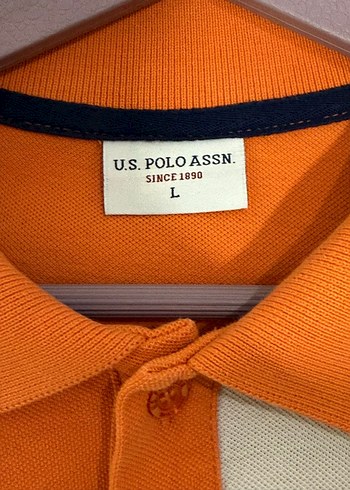 U.S. POLO ASSN.
SINCE 1890
L